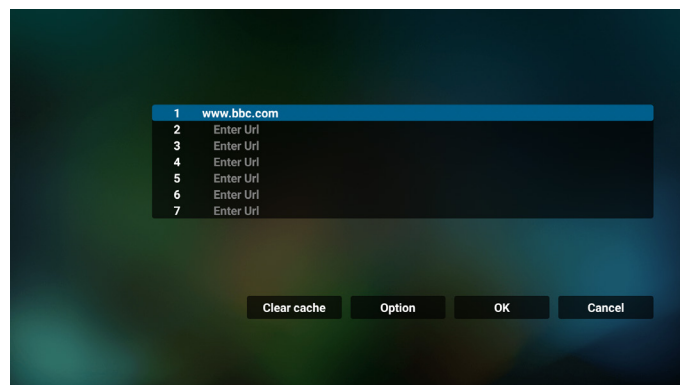 1 www.bbc.com
2 Enter Url
3 Enter Url
4 Enter Url
5 Enter Url
6 Enter Url
7 Enter Url
Clear cache Option OK Cancel